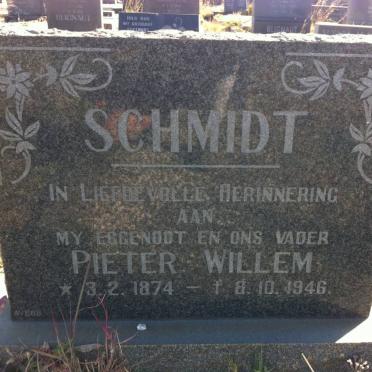 SCHMIDT
IN LIEFDEVOLLE HERINNERING
AAN
MY EGGENOOT EN ONS VADER
PIETER WILLEM
* 3.2.1874 – † 8.10.1946